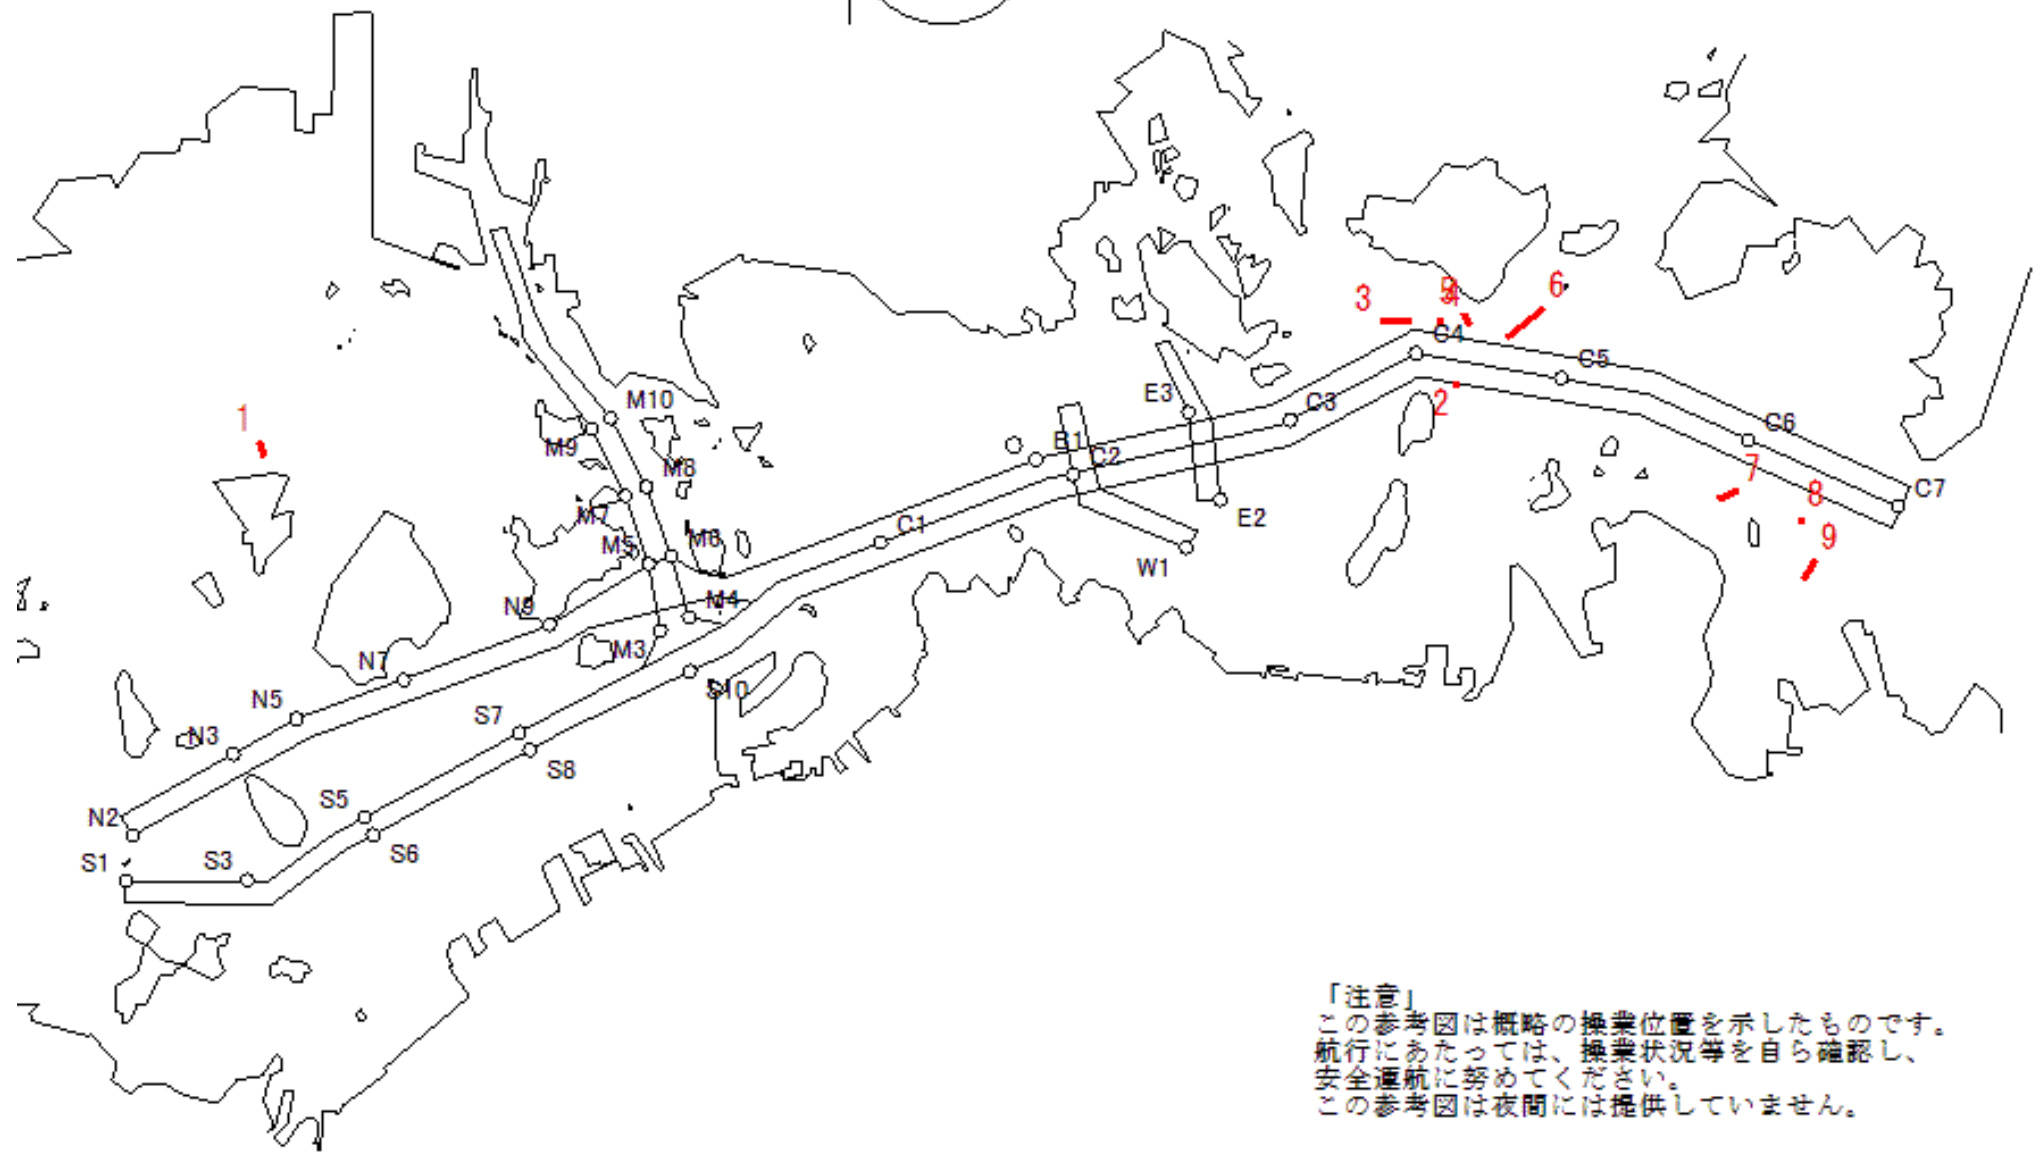 3
5
4
6
C4
C5
1
M10
E3
C3
2
C6
M9
B1
M8
C2
7
C7
M7
C1
E2
8
M5
M6
W1
9
N9
M4
N7
M3
N5
S10
N3
S7
S8
N2
S5
S1
S3
S6
「注意」
この参考図は概略の操業位置を示したものです。
航行にあたっては、操業状況等を自ら確認し、
安全運航に努めてください。
この参考図は夜間には提供していません。